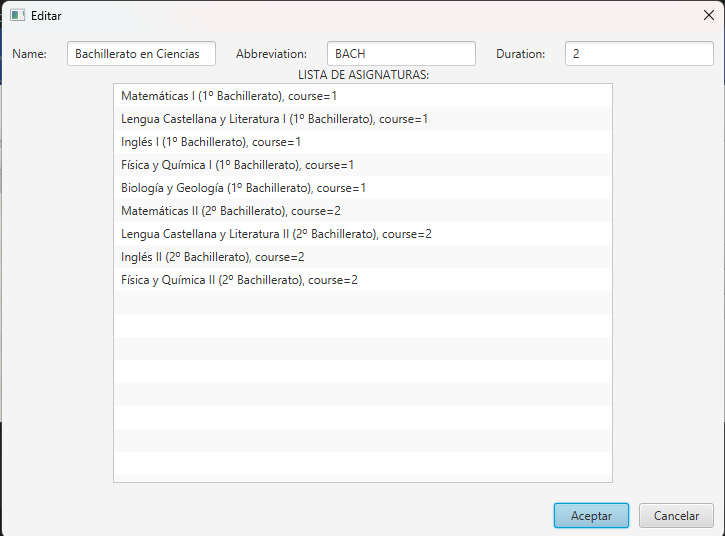 Editar
Name: Bachillerato en Ciencias Abbreviation: BACH Duration: 2
LISTA DE ASIGNATURAS:
Matemáticas I (1º Bachillerato), course=1
Lengua Castellana y Literatura I (1º Bachillerato), course=1
Inglés I (1º Bachillerato), course=1
Física y Química I (1º Bachillerato), course=1
Biología y Geología (1º Bachillerato), course=1
Matemáticas II (2º Bachillerato), course=2
Lengua Castellana y Literatura II (2º Bachillerato), course=2
Inglés II (2º Bachillerato), course=2
Física y Química II (2º Bachillerato), course=2
Aceptar Cancelar